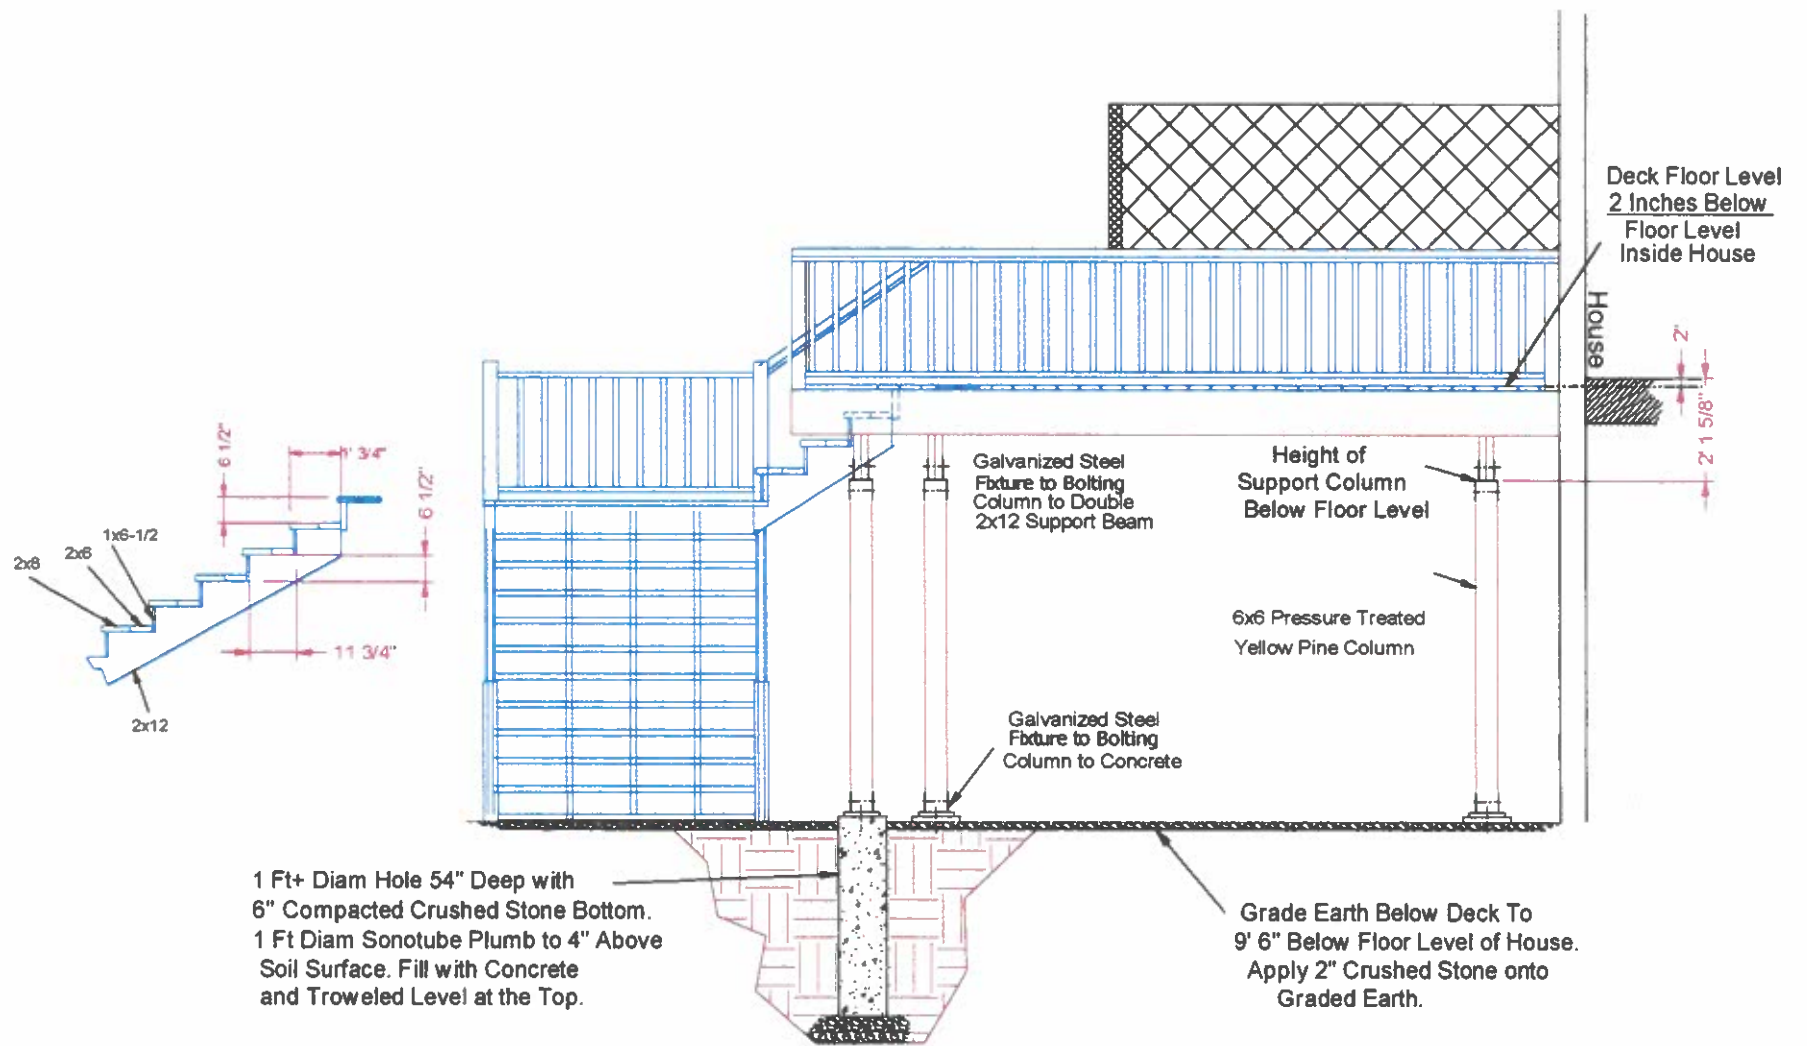 Deck Floor Level
2 Inches Below
Floor Level
Inside House
House
2'
2' 1 5/8"
6 1/2"
1' 3/4"
6 1/2"
1x6-1/2
2x6
2x8
11 3/4"
2x12
Galvanized Steel
Fixture to Bolting
Column to Double
2x12 Support Beam
Height of
Support Column
Below Floor Level
6x6 Pressure Treated
Yellow Pine Column
Galvanized Steel
Fixture to Bolting
Column to Concrete
1 Ft+ Diam Hole 54" Deep with
6" Compacted Crushed Stone Bottom.
1 Ft Diam Sonotube Plumb to 4" Above
Soil Surface. Fill with Concrete
and Troweled Level at the Top.
Grade Earth Below Deck To
9' 6" Below Floor Level of House.
Apply 2" Crushed Stone onto
Graded Earth.